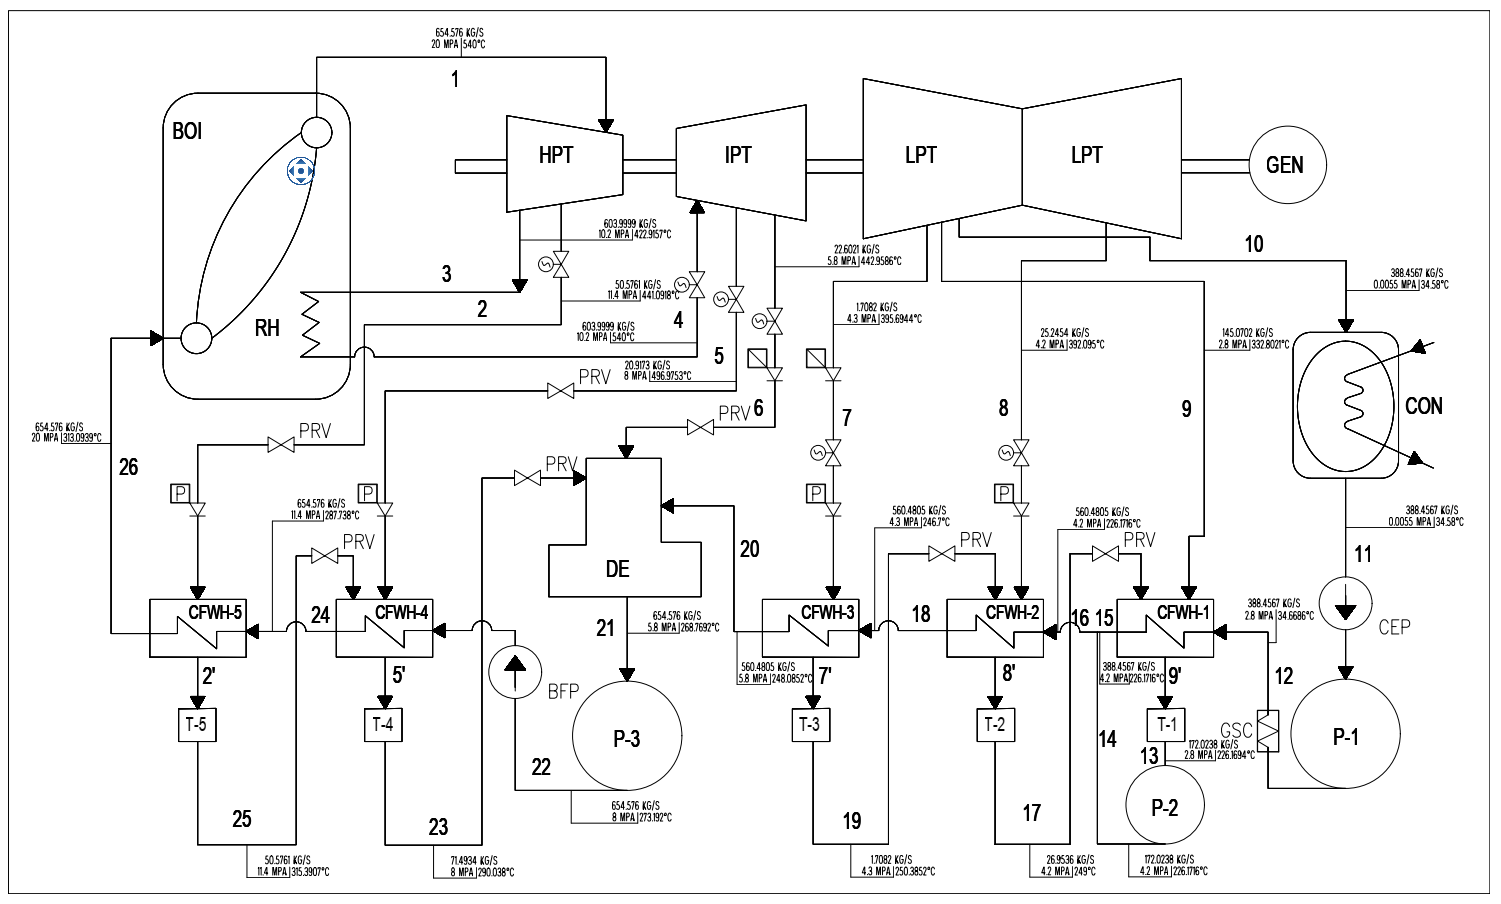 654.576 KG/S
20 MPA | 540°C
1
BOI
HPT
IPT
LPT
LPT
GEN
603.9999 KG/S
10.2 MPA | 422.9157°C
22.6021 KG/S
5.8 MPA | 442.9586°C
10
3
S
50.5761 KG/S
11.4 MPA | 441.0918°C
S
S
388.4567 KG/S
0.0055 MPA | 34.58°C
2
RH
603.9999 KG/S
10.2 MPA | 540°C
4
S
1.7082 KG/S
4.3 MPA | 395.6944°C
25.2454 KG/S
4.2 MPA | 392.095°C
145.0702 KG/S
2.8 MPA | 332.8021°C
20.9173 KG/S
8 MPA | 496.9753°C
5
PRV
6
7
8
9
CON
654.576 KG/S
20 MPA | 313.0939°C
PRV
PRV
26
S
S
PRV
P
P
P
P
654.576 KG/S
11.4 MPA | 287.738°C
560.4805 KG/S
4.3 MPA | 246.7°C
560.4805 KG/S
4.2 MPA | 226.1716°C
388.4567 KG/S
0.0055 MPA | 34.58°C
PRV
20
PRV
PRV
11
DE
CFWH-5
24
CFWH-4
21
654.576 KG/S
5.8 MPA | 268.7692°C
CFWH-3
18
CFWH-2
16
15
CFWH-1
388.4567 KG/S
2.8 MPA | 34.6686°C
CEP
2'
5'
BFP
560.4805 KG/S
5.8 MPA | 248.0852°C
7'
8'
388.4567 KG/S
4.2 MPA | 226.1716°C
9'
12
T-5
T-4
P-3
T-3
T-2
14
T-1
GSC
P-1
172.0238 KG/S
2.8 MPA | 226.1694°C
13
22
P-2
654.576 KG/S
8 MPA | 273.192°C
25
23
19
17
50.5761 KG/S
11.4 MPA | 315.3907°C
71.4934 KG/S
8 MPA | 290.038°C
1.7082 KG/S
4.3 MPA | 250.3852°C
26.9536 KG/S
4.2 MPA | 249°C
172.0238 KG/S
4.2 MPA | 226.1716°C